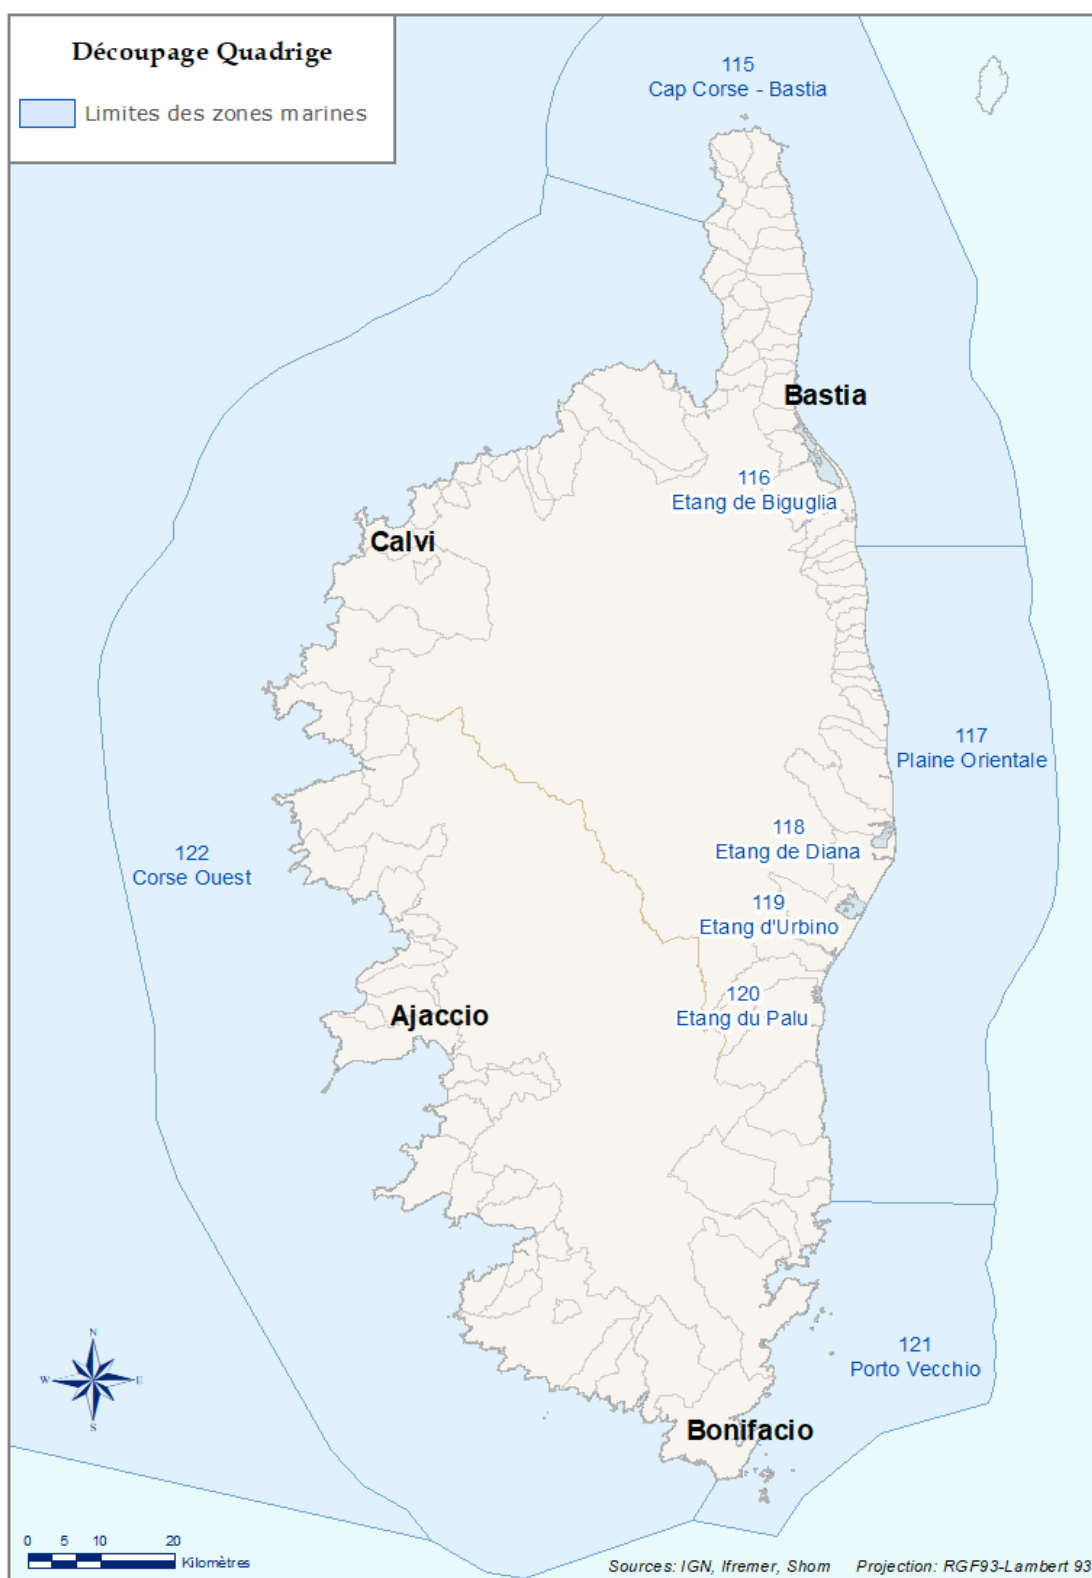 Découpage Quadrige
Limites des zones marines
115
Cap Corse - Bastia
Bastia
116
Etang de Biguglia
Calvi
117
Plaine Orientale
118
Etang de Diana
122
Corse Ouest
119
Etang d'Urbino
120
Etang du Palu
Ajaccio
121
Porto Vecchio
N
W E
S
Bonifacio
0 5 10 20
Kilomètres
Sources: IGN, Ifremer, Shom Projection: RGF93-Lambert 93